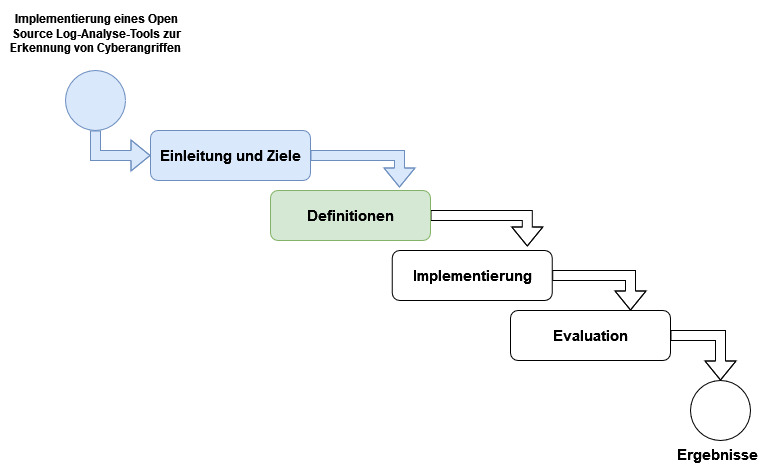 Implementierung eines Open
Source Log-Analyse-Tools zur
Erkennung von Cyberangriffen
Einleitung und Ziele
Definitionen
Implementierung
Evaluation
Ergebnisse